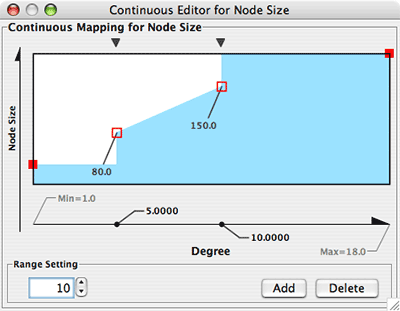 Continuous Editor for Node Size
Continuous Mapping for Node Size
Node Size
150.0
80.0
Min=1.0
5.0000
10.0000
Degree
Max=18.0
Range Setting
10
Add
Delete